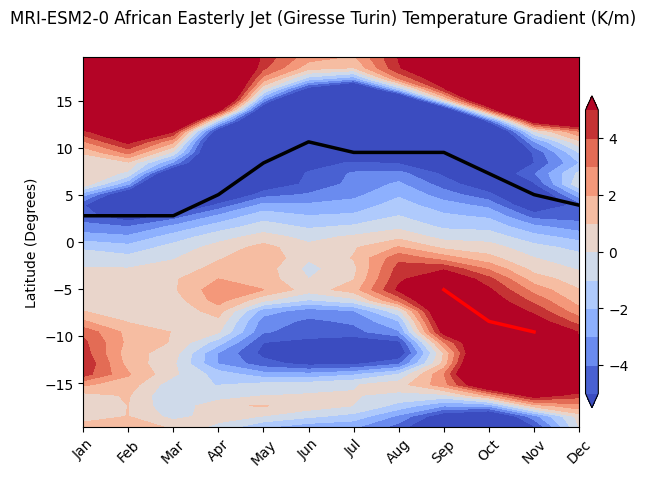 MRI-ESM2-0 African Easterly Jet (Giresse Turin) Temperature Gradient (K/m)
Latitude (Degrees)
15
10
5
0
−5
−10
−15
Jan
Feb
Mar
Apr
May
Jun
Jul
Aug
Sep
Oct
Nov
Dec
4
2
0
−2
−4